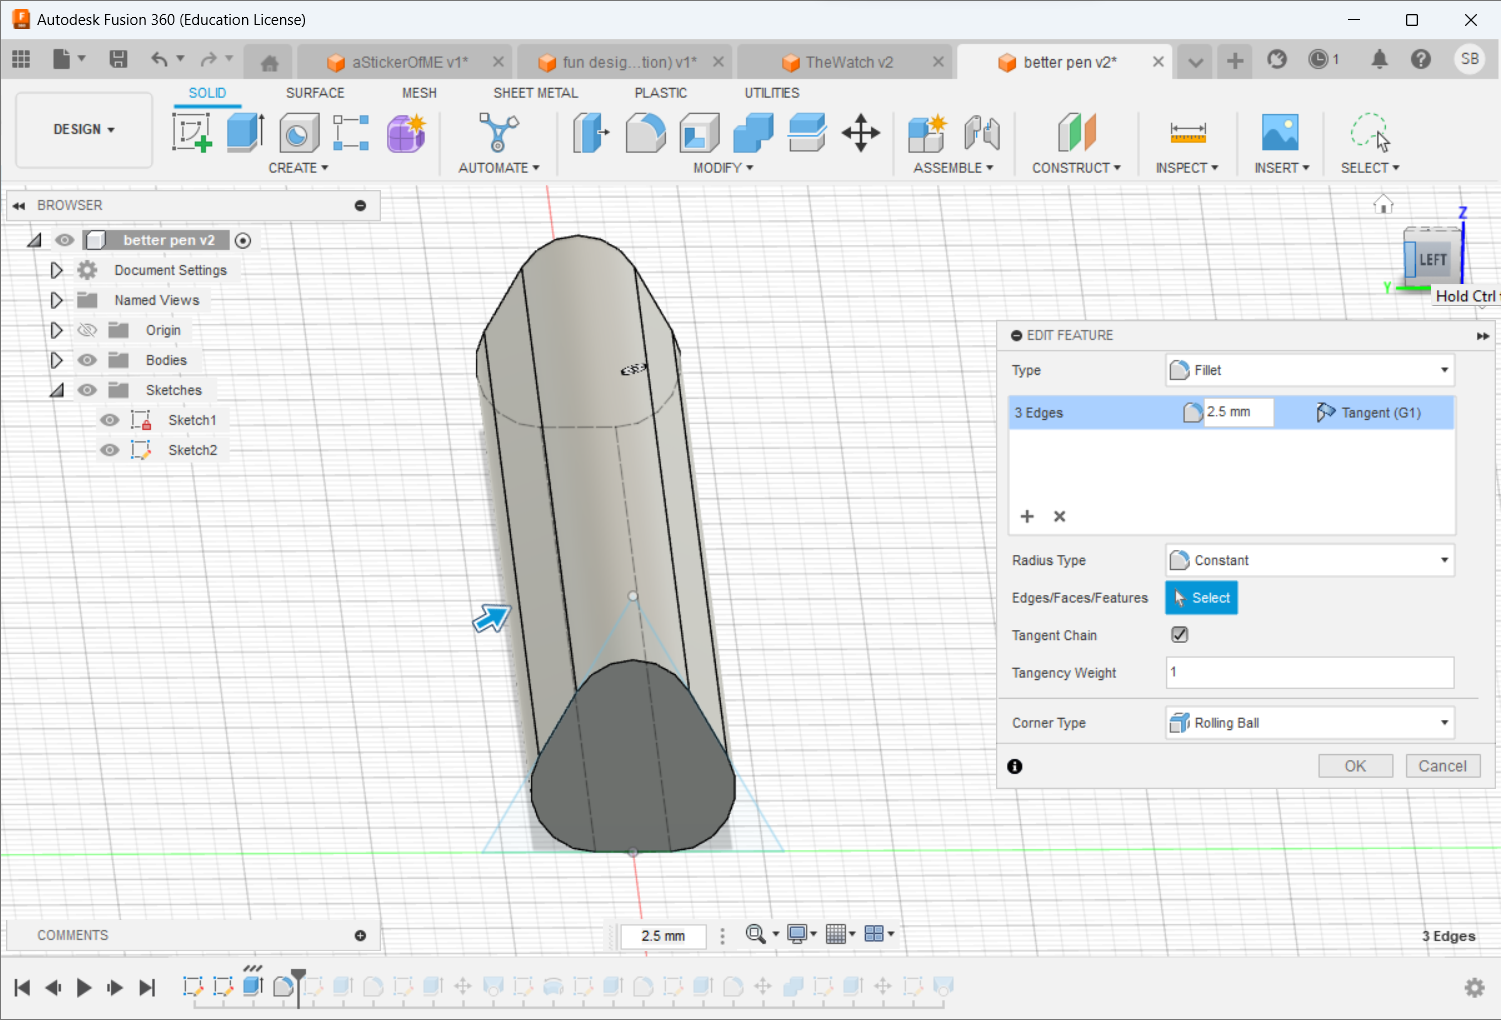 Autodesk Fusion 360 (Education License)
aStickerOfME v1*
fun desig...tion) v1*
TheWatch v2
better pen v2*
1
SB
SOLID
SURFACE
MESH
SHEET METAL
PLASTIC
UTILITIES
DESIGN
CREATE
AUTOMATE
MODIFY
ASSEMBLE
CONSTRUCT
INSPECT
INSERT
SELECT
BROWSER
better pen v2
Document Settings
Named Views
Origin
Bodies
Sketches
Sketch1
Sketch2
Z
LEFT
Y
Hold Ctrl
EDIT FEATURE
Type
Fillet
3 Edges
2.5 mm
Tangent (G1)
Radius Type
Constant
Edges/Faces/Features
Select
Tangent Chain
Tangency Weight
1
Corner Type
Rolling Ball
OK
Cancel
COMMENTS
2.5 mm
3 Edges